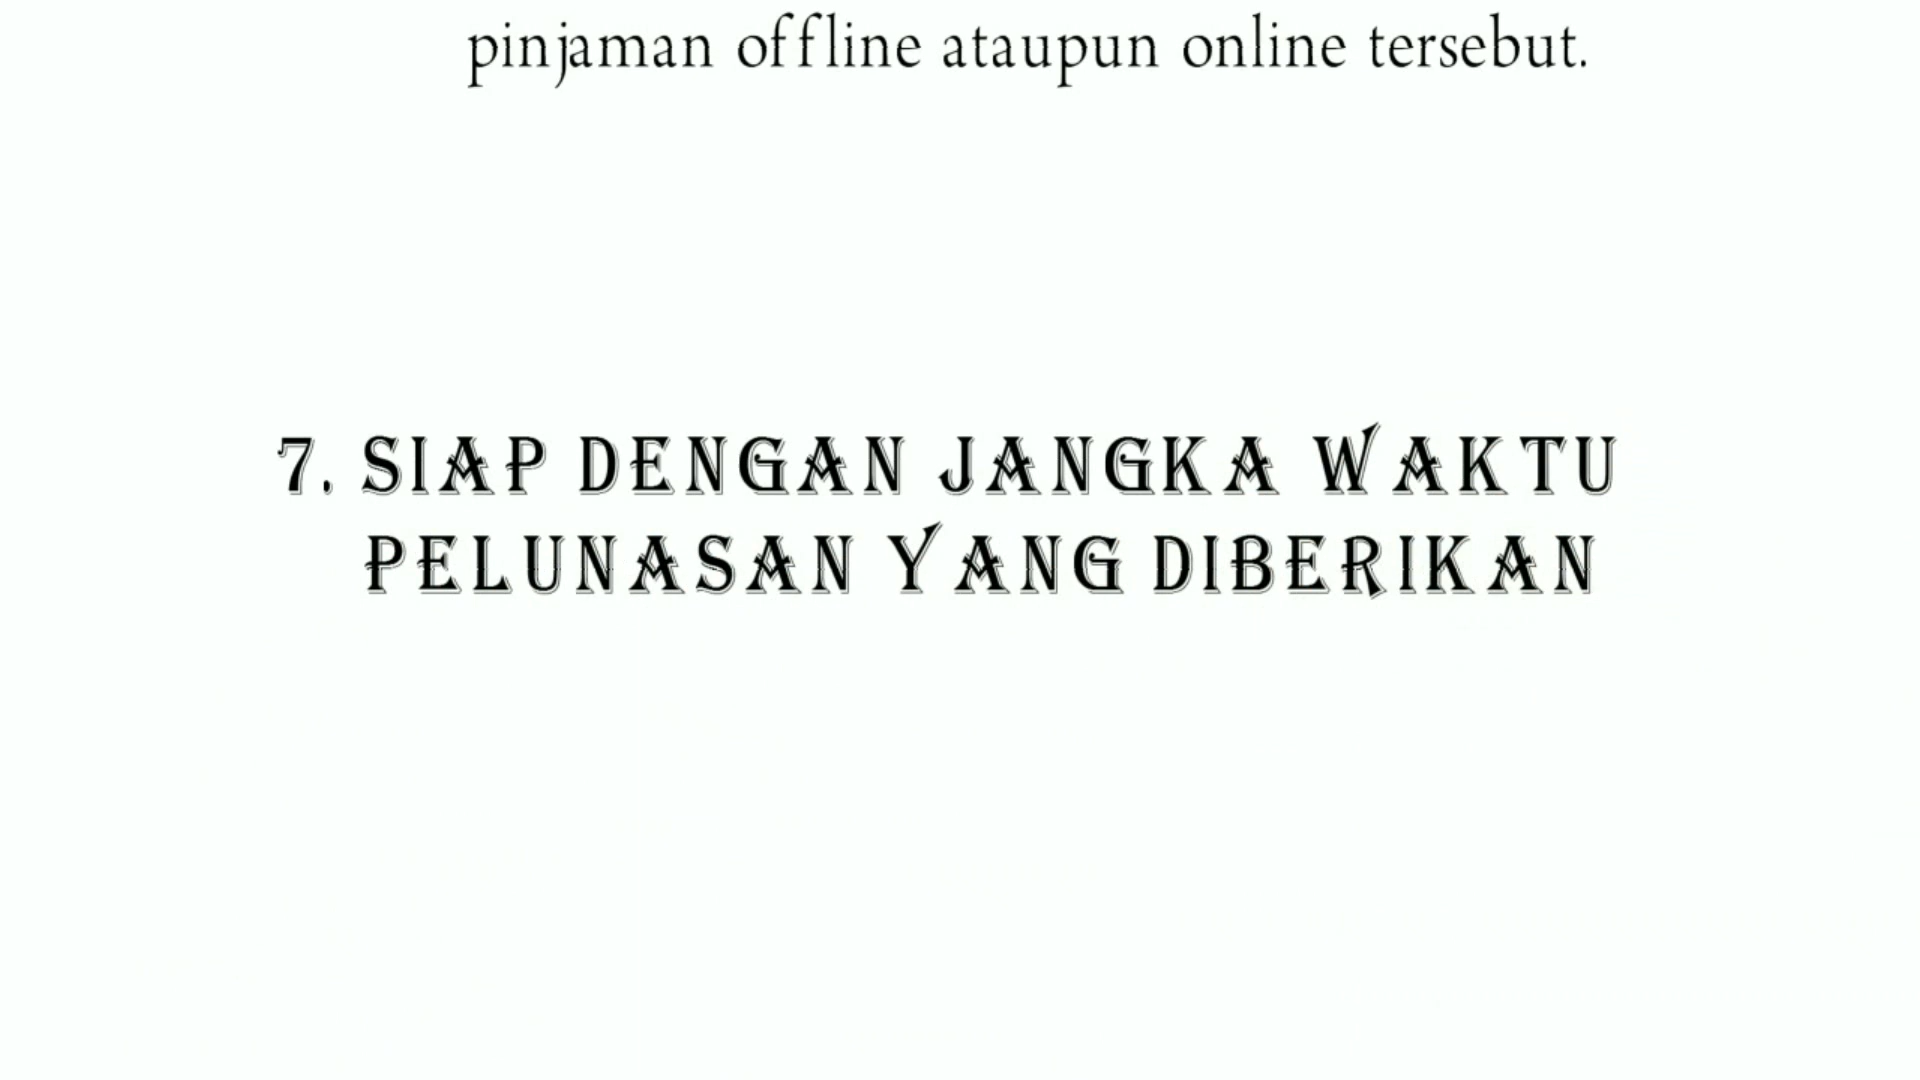 pinjaman offline ataupun online tersebut.
7. SIAP DENGAN JANGKA WAKTU
PELUNASAN YANG DIBERIKAN